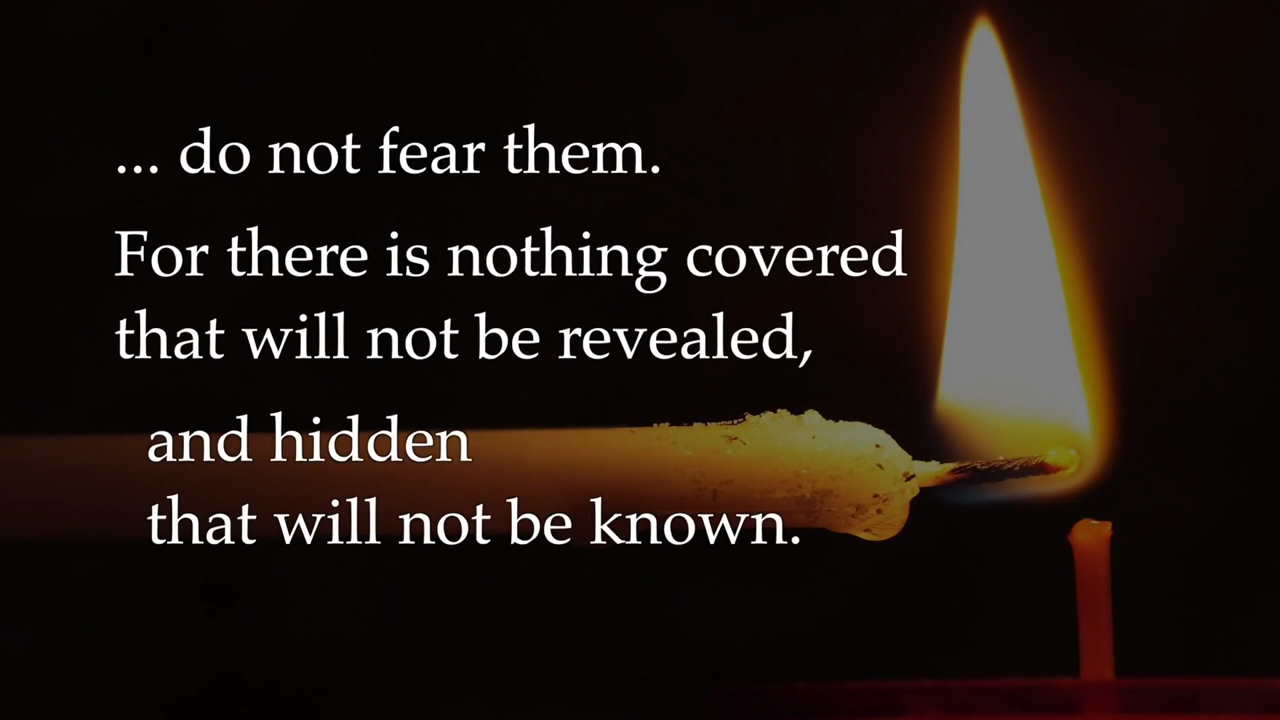 ... do not fear them.
For there is nothing covered
that will not be revealed,
and hidden
that will not be known.